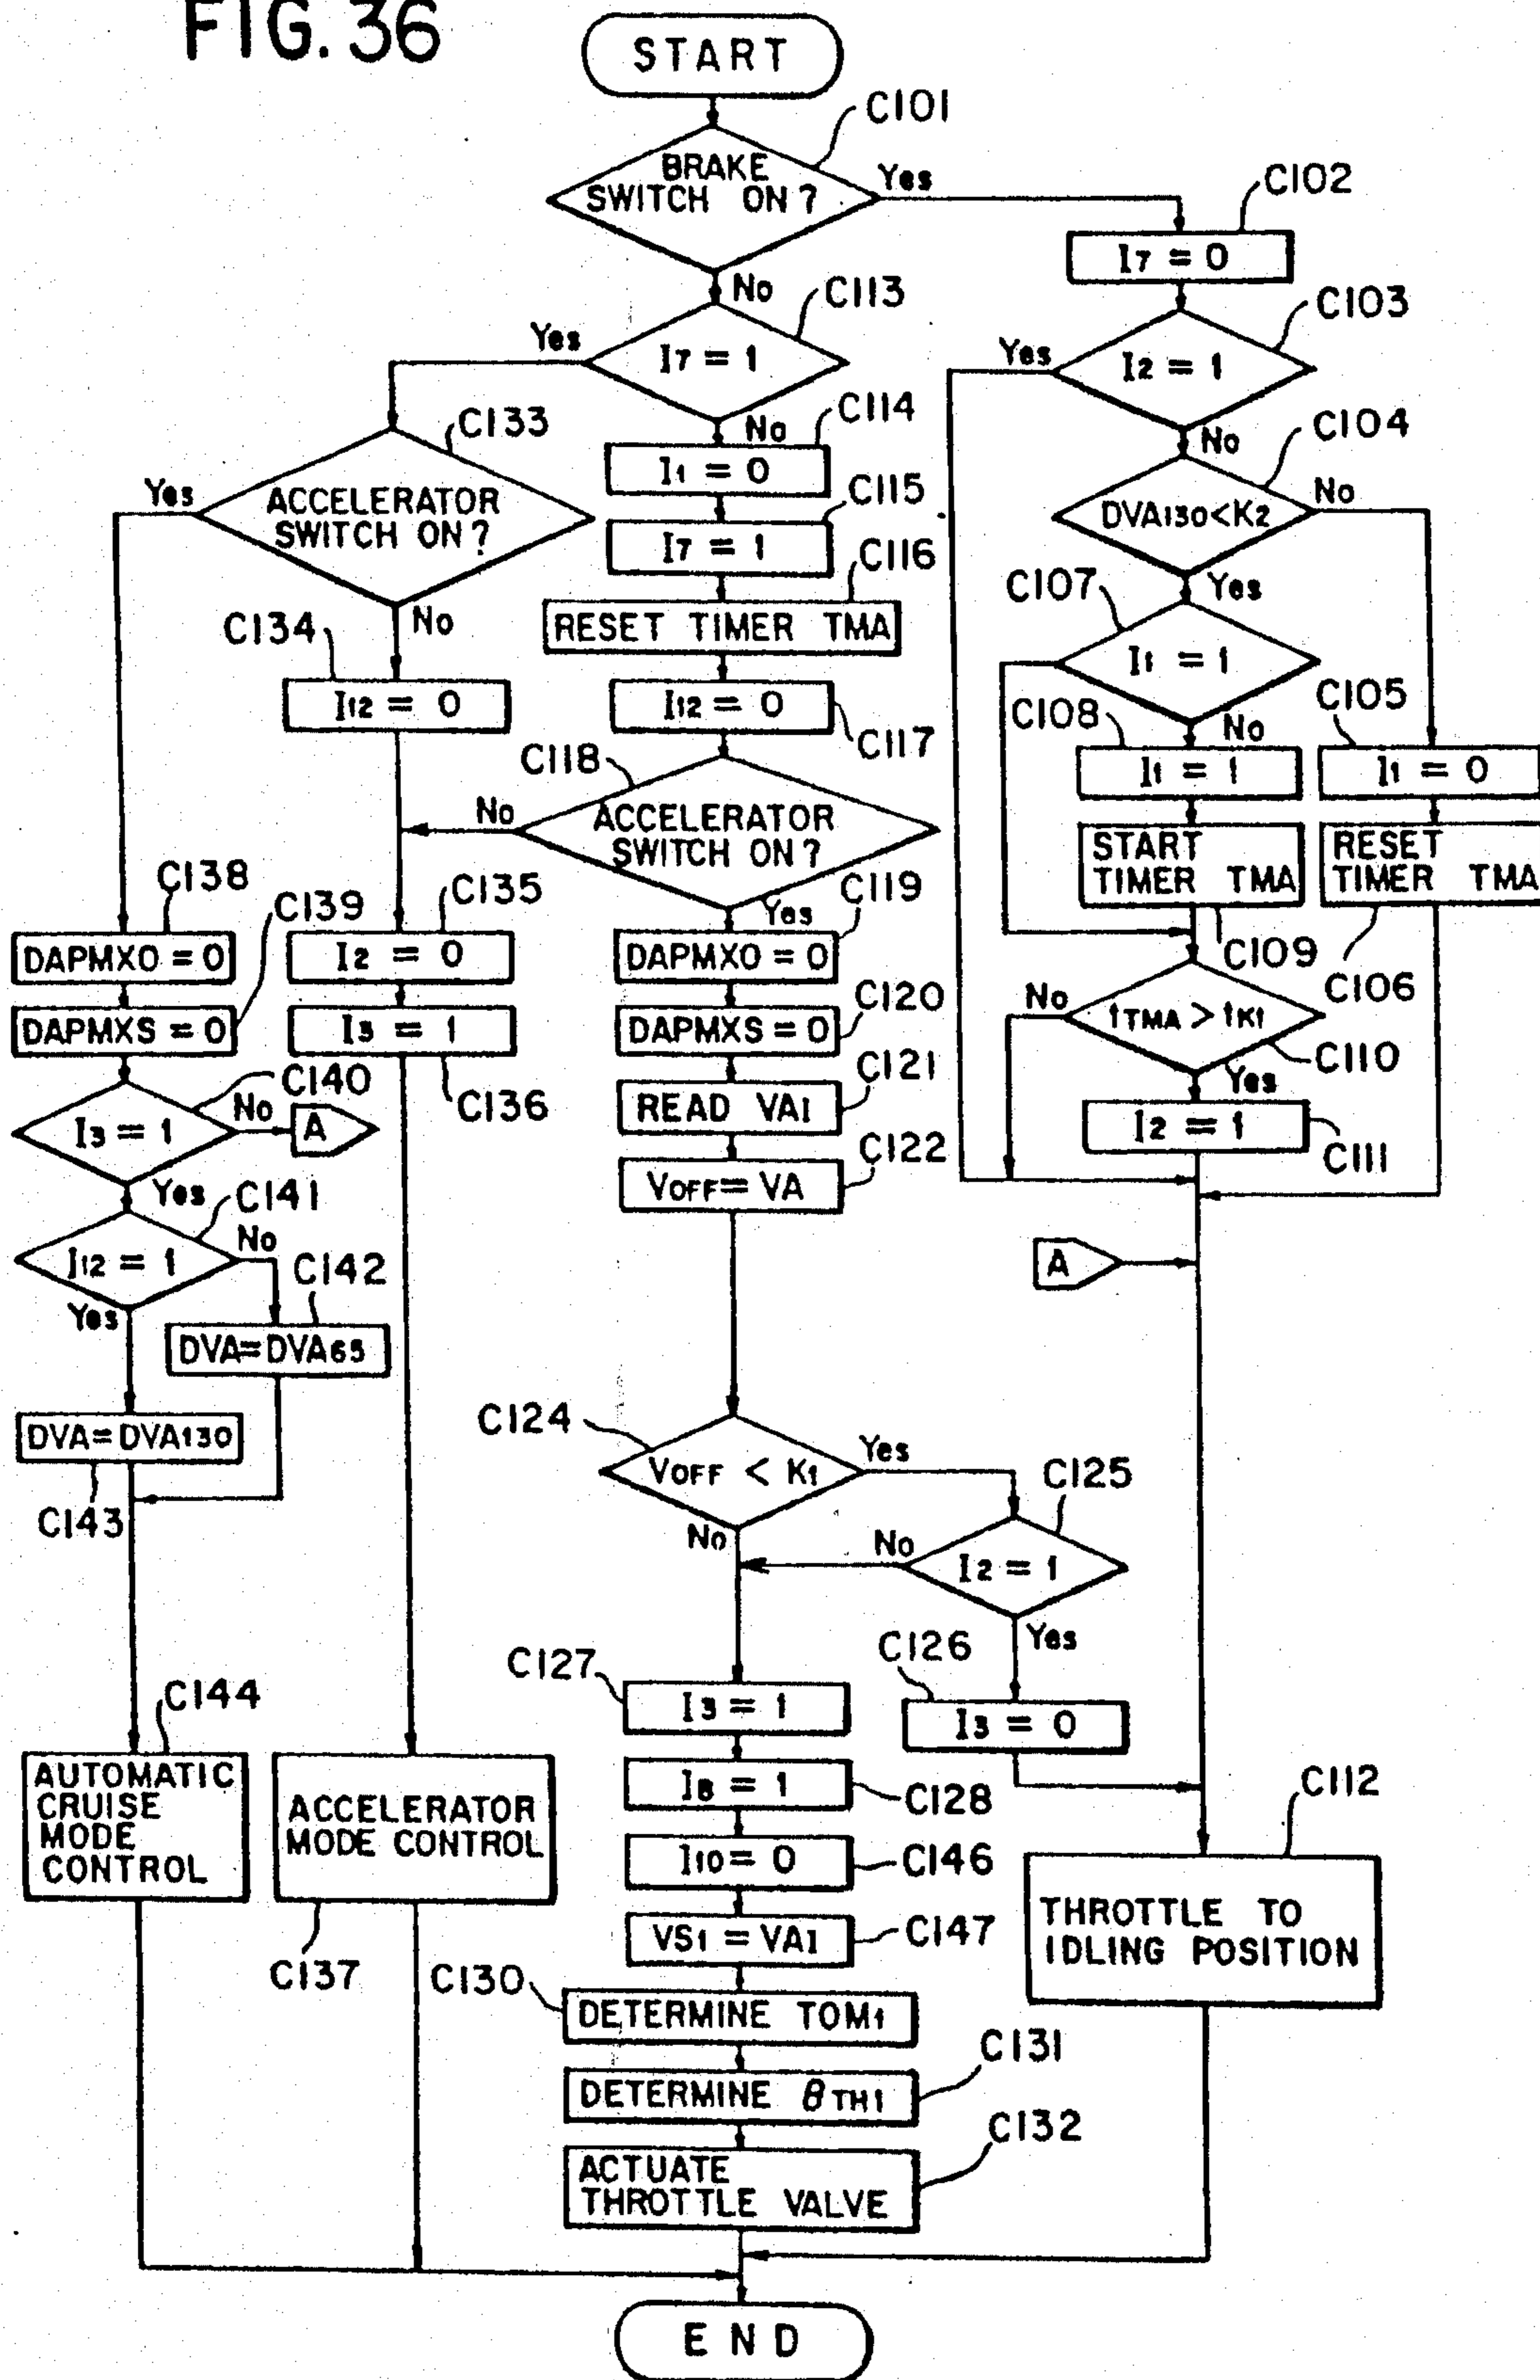 FIG. 36
START
C101
BRAKE
SWITCH ON ?
Yes
No
C102
I7 = 0
C103
I2 = 1
Yes
No
C104
DVA130<K2
No
Yes
C107
I1 = 1
No
C108
I1 = 1
START
TIMER TMA
C109
C105
I1 = 0
RESET
TIMER TMA
C106
tTMA > tK1
No
C110
Yes
I2 = 1
C111
A
C113
I7 = 1
Yes
No
C114
I1 = 0
C115
I7 = 1
C116
RESET TIMER TMA
I12 = 0
C117
C118
ACCELERATOR
SWITCH ON ?
No
Yes
C119
DAPMXO = 0
C120
DAPMXS = 0
C121
READ VAI
C122
VOFF = VA
C124
VOFF < K1
Yes
No
C125
I2 = 1
No
Yes
C126
I3 = 0
C127
I3 = 1
I8 = 1
C128
I10 = 0
C146
VS1 = VAI
C147
C130
DETERMINE TOM1
C131
DETERMINE θTH1
C132
ACTUATE
THROTTLE VALVE
C112
THROTTLE TO
IDLING POSITION
C133
ACCELERATOR
SWITCH ON ?
Yes
No
C134
I12 = 0
C135
I2 = 0
I3 = 1
C136
ACCELERATOR
MODE CONTROL
C137
C138
DAPMXO = 0
C139
DAPMXS = 0
C140
I3 = 1
No
A
Yes
C141
I12 = 1
No
Yes
C142
DVA=DVA65
DVA=DVA130
C143
C144
AUTOMATIC
CRUISE
MODE
CONTROL
END